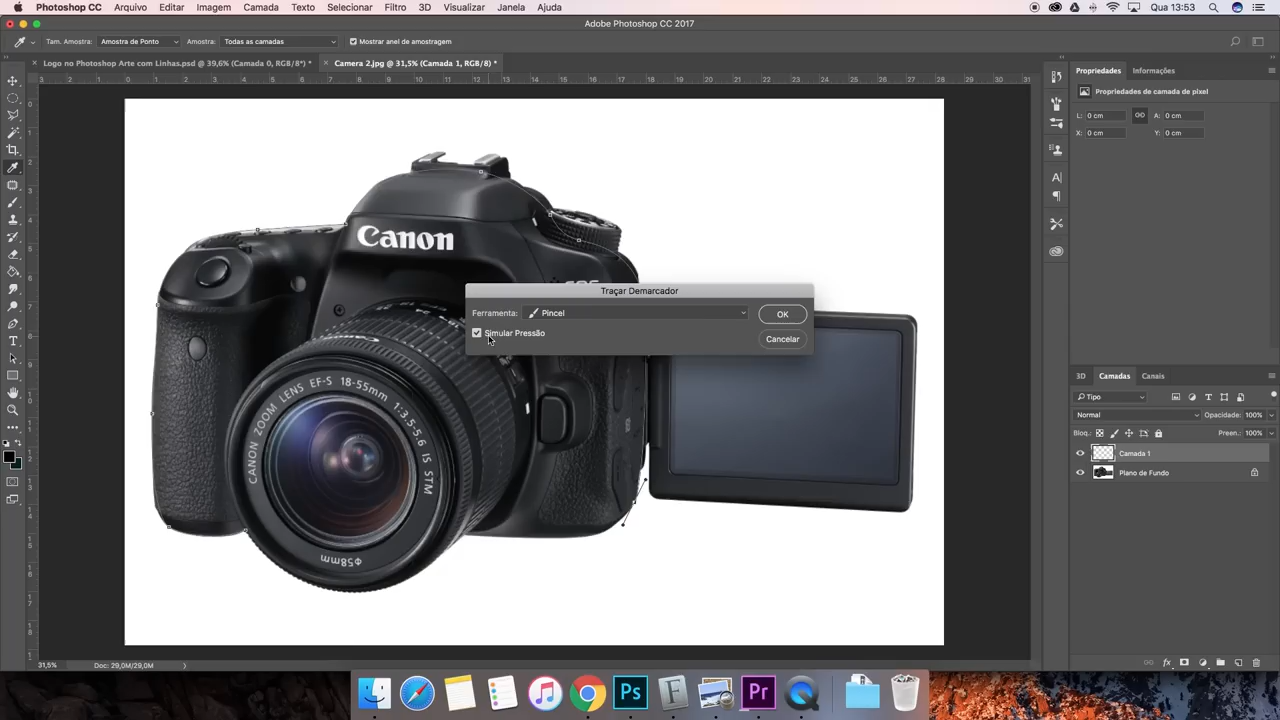 Photoshop CC Arquivo Editar Imagem Camada Texto Selecionar Filtro 3D Visualizar Janela Ajuda Qua 13:53
Adobe Photoshop CC 2017
Tam. Amostra: Amostra de Ponto Amostra: Todas as camadas Mostrar anel de amostragem
Logo no Photoshop Arte com Linhas.psd @ 39,6% (Camada 0, RGB/8#) * Camera 2.jpg @ 31,5% (Camada 1, RGB/8) *
Propriedades Informações
Propriedades de camada de pixel
L: 0 cm A: 0 cm
X: 0 cm Y: 0 cm
Canon
Traçar Demarcador
Ferramenta: Pincel OK
Simular Pressão Cancelar
CANON ZOOM LENS EF-S 18-55mm 1:3.5-5.6 IS STM
ϕ58mm
3D Camadas Canais
Tipo
Normal Opacidade: 100%
Bloq.: Preen.: 100%
Camada 1
Plano de Fundo
31,5% Doc: 29,0M/29,0M
Ps Pr